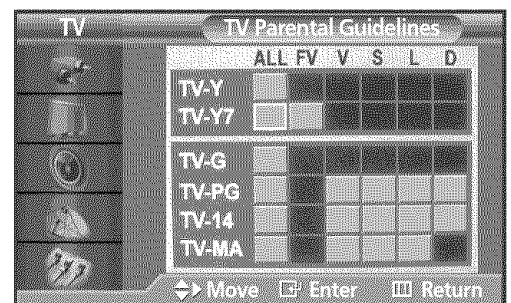 TV TV Parental Guidelines
ALL FV V S L D
TV-Y
TV-Y7
TV-G
TV-PG
TV-14
TV-MA
Move Enter Return